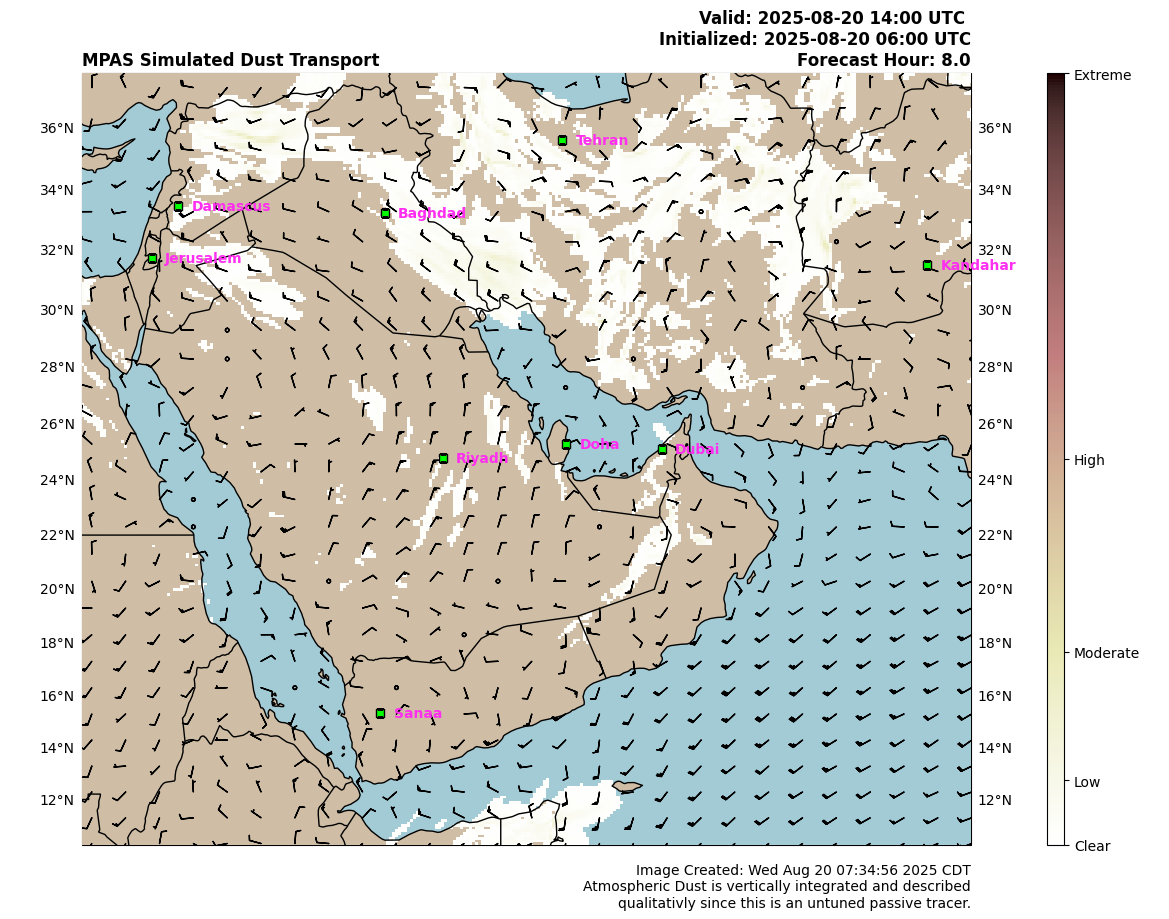 Valid: 2025-08-20 14:00 UTC
Initialized: 2025-08-20 06:00 UTC
MPAS Simulated Dust Transport Forecast Hour: 8.0
Extreme
36°N Tehran 36°N
34°N Damascus Baghdad 34°N
32°N Jerusalem Kandahar 32°N
30°N 30°N
28°N 28°N
26°N Doha Dubai 26°N
High
24°N Riyadh 24°N
22°N 22°N
20°N 20°N
18°N 18°N
Moderate
16°N Sanaa 16°N
14°N 14°N
Low
12°N 12°N
Clear
Image Created: Wed Aug 20 07:34:56 2025 CDT
Atmospheric Dust is vertically integrated and described
qualitativly since this is an untuned passive tracer.